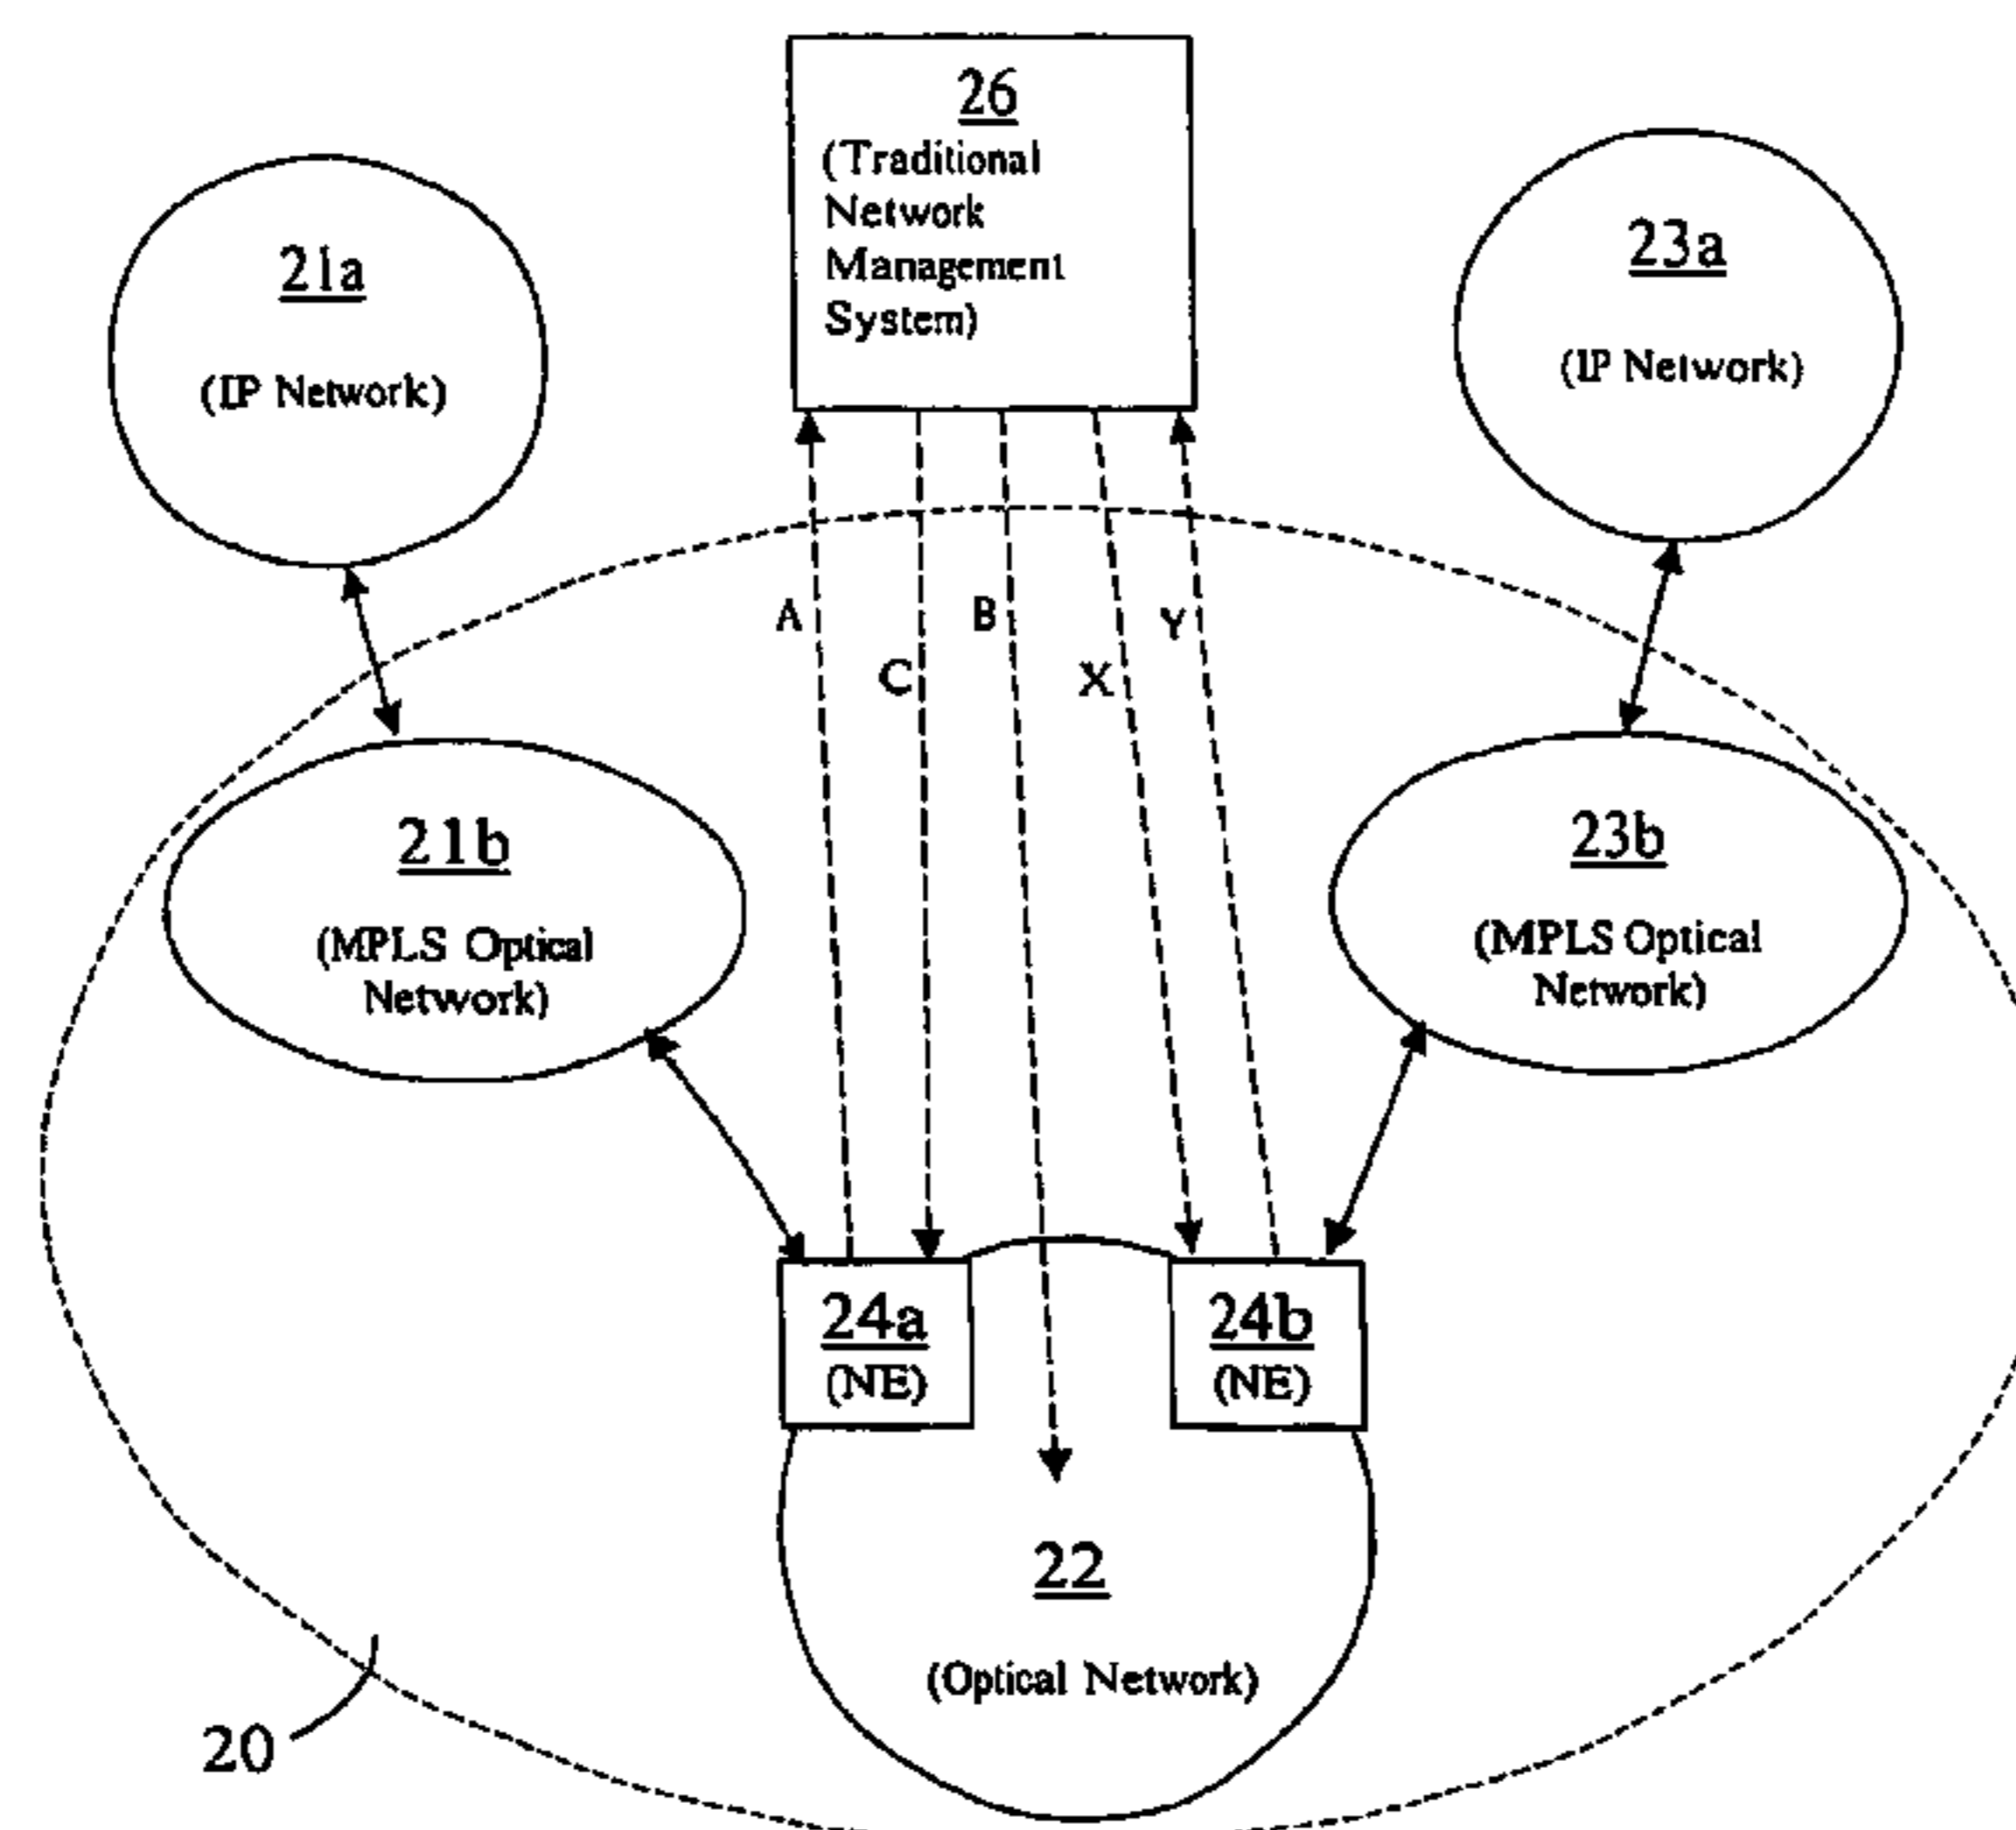 26
(Traditional
Network
Management
System)
21a
(IP Network)
23a
(IP Network)
A
C
B
X
Y
21b
(MPLS Optical
Network)
23b
(MPLS Optical
Network)
24a
(NE)
24b
(NE)
22
(Optical Network)
20